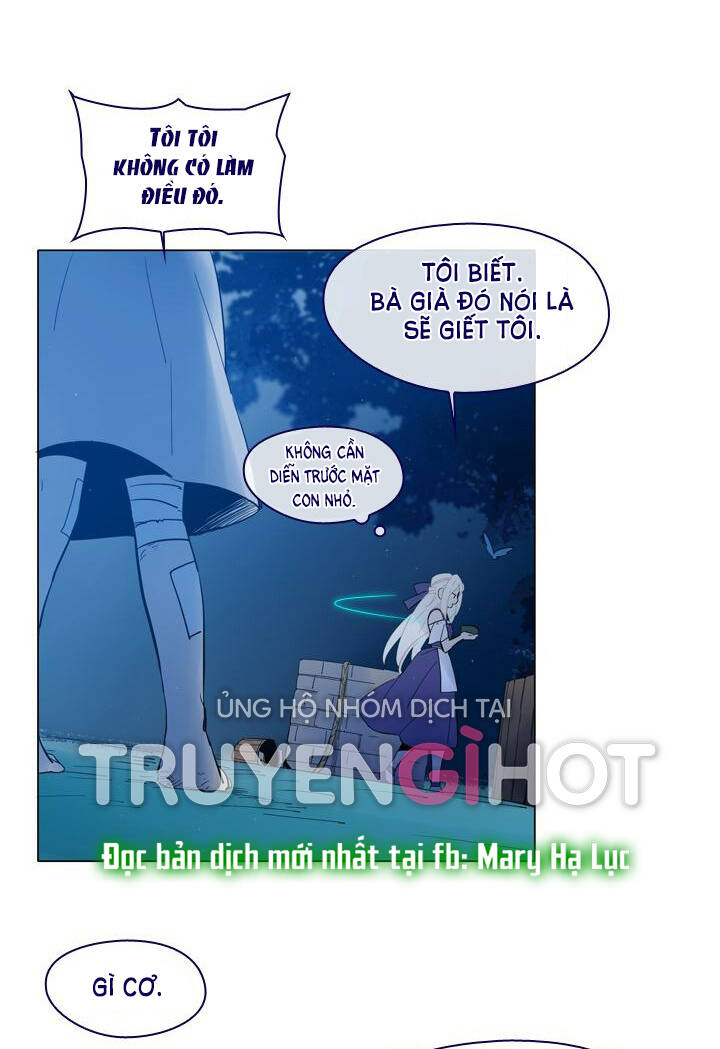 TÔI TÔI
KHÔNG CÓ LÀM
ĐIỀU ĐÓ.
TÔI BIẾT.
BÀ GIÀ ĐÓ NÓI LÀ
SẼ GIẾT TÔI.
KHÔNG CẦN
DIỄN TRƯỚC MẶT
CON NHỎ.
ỦNG HỘ NHÓM DỊCH TẠI
TRUYENGIHOT
Đọc bản dịch mới nhất tại fb: Mary Hạ Lục
GÌ CƠ.